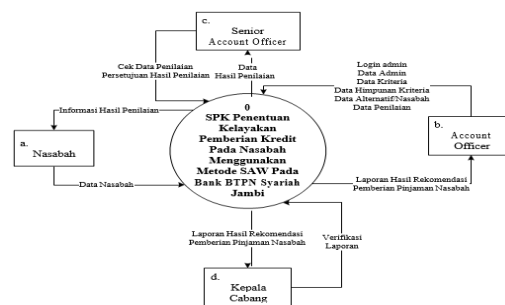 c.
Senior
Account Officer
Cek Data Penilaian
Persetujuan Hasil Penilaian
Data
Hasil Penilaian
Login admin
Data Admin
Data Kriteria
Data Himpunan Kriteria
Data Alternatif/Nasabah
Data Penilaian
Informasi Hasil Penilaian
a.
Nasabah
Data Nasabah
0
SPK Penentuan
Kelayakan
Pemberian Kredit
Pada Nasabah
Menggunakan
Metode SAW Pada
Bank BTPN Syariah
Jambi
b.
Account
Officer
Laporan Hasil Rekomendasi
Pemberian Pinjaman Nasabah
Laporan Hasil Rekomendasi
Pemberian Pinjaman Nasabah
Verifikasi
Laporan
d.
Kepala
Cabang